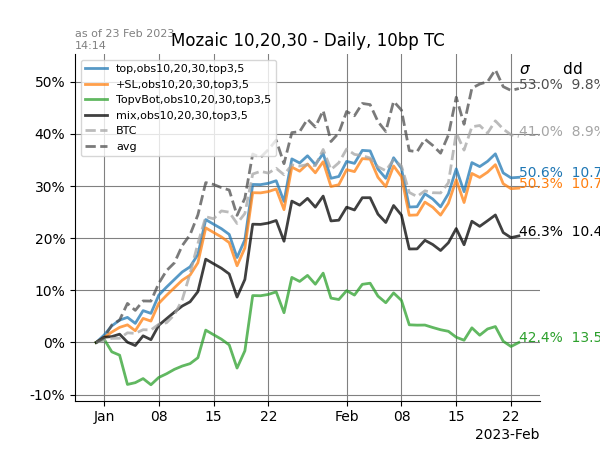 as of 23 Feb 2023
14:14
Mozaic 10,20,30 - Daily, 10bp TC
σ dd
top,obs10,20,30,top3,5
+SL,obs10,20,30,top3,5
TopvBot,obs10,20,30,top3,5
mix,obs10,20,30,top3,5
BTC
avg
50%
40%
30%
20%
10%
0%
-10%
53.0% 9.8%
41.0% 8.9%
50.6% 10.7
50.3% 10.7
46.3% 10.4
42.4% 13.5
Jan 08 15 22 Feb 08 15 22
2023-Feb